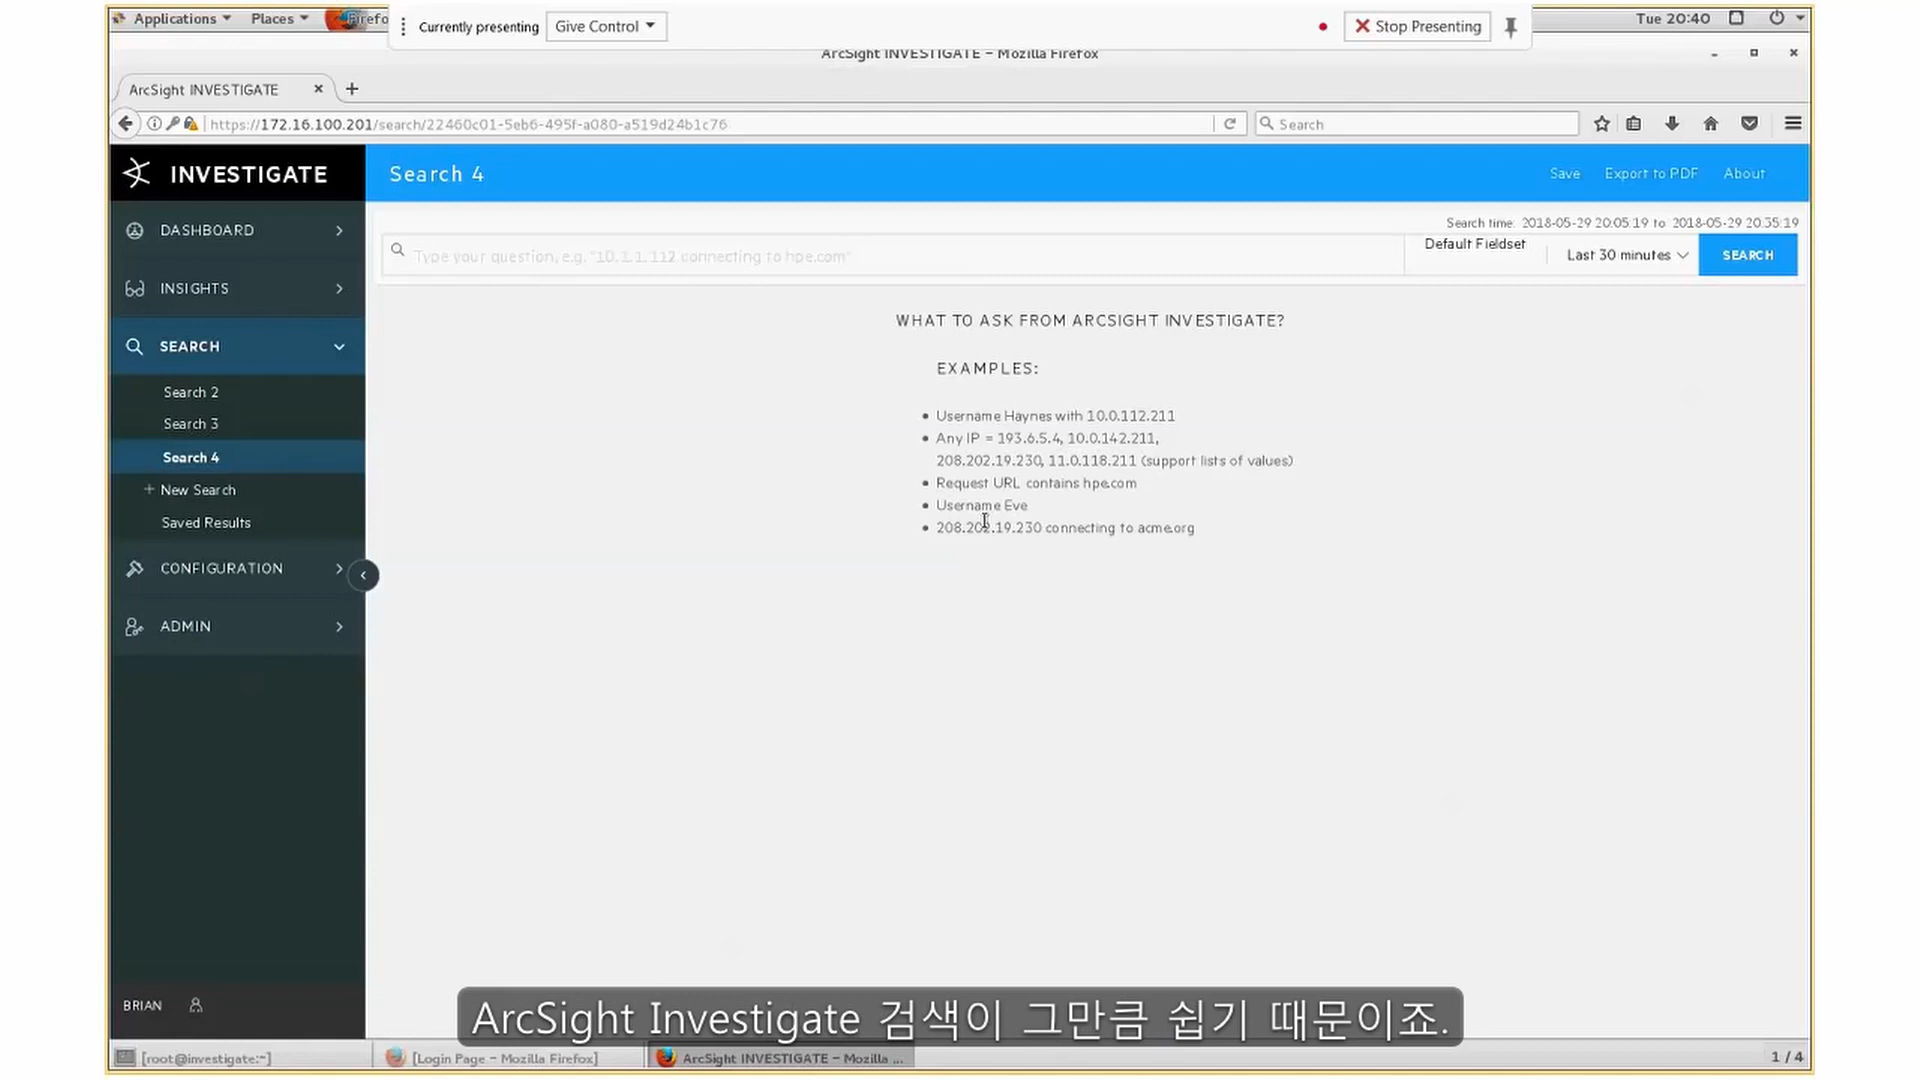 Applications
Places
Firefo
Currently presenting
Give Control
Stop Presenting
Tue 20:40
ArcSight INVESTIGATE – Mozilla Firefox
ArcSight INVESTIGATE
https://172.16.100.201/search/22460c01-5eb6-495f-a080-a519d24b1c76
Search
INVESTIGATE
Search 4
Save
Export to PDF
About
DASHBOARD
INSIGHTS
SEARCH
Search 2
Search 3
Search 4
+ New Search
Saved Results
CONFIGURATION
ADMIN
BRIAN
Search time: 2018-05-29 20:05:19 to 2018-05-29 20:35:19
Type your question, e.g. "10.1.1.112 connecting to hpe.com"
Default Fieldset
Last 30 minutes
SEARCH
WHAT TO ASK FROM ARCSIGHT INVESTIGATE?
EXAMPLES:
• Username Haynes with 10.0.112.211
• Any IP = 193.6.5.4, 10.0.142.211,
208.202.19.230, 11.0.118.211 (support lists of values)
• Request URL contains hpe.com
• Username Eve
• 208.202.19.230 connecting to acme.org
ArcSight Investigate 검색이 그만큼 쉽기 때문이죠.
[root@investigate:~]
[Login Page – Mozilla Firefox]
ArcSight INVESTIGATE – Mozilla ...
1 / 4